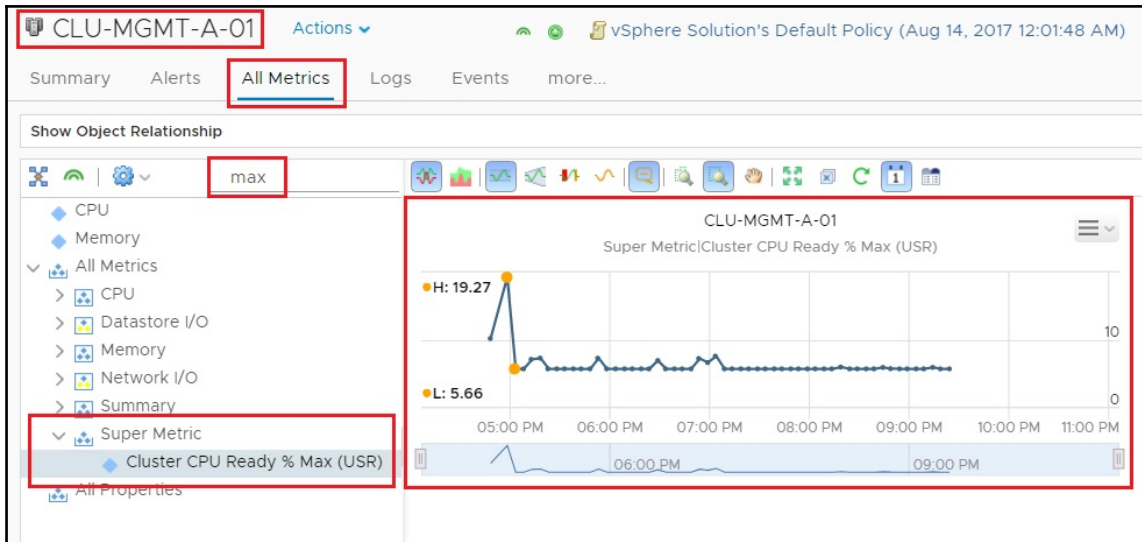 CLU-MGMT-A-01 Actions vSphere Solution's Default Policy (Aug 14, 2017 12:01:48 AM)
Summary Alerts All Metrics Logs Events more...
Show Object Relationship
max
CPU
Memory
All Metrics
CPU
Datastore I/O
Memory
Network I/O
Summary
Super Metric
Cluster CPU Ready % Max (USR)
All Properties
1
CLU-MGMT-A-01
Super Metric|Cluster CPU Ready % Max (USR)
H: 19.27
10
L: 5.66
0
05:00 PM 06:00 PM 07:00 PM 08:00 PM 09:00 PM 10:00 PM 11:00 PM
06:00 PM 09:00 PM